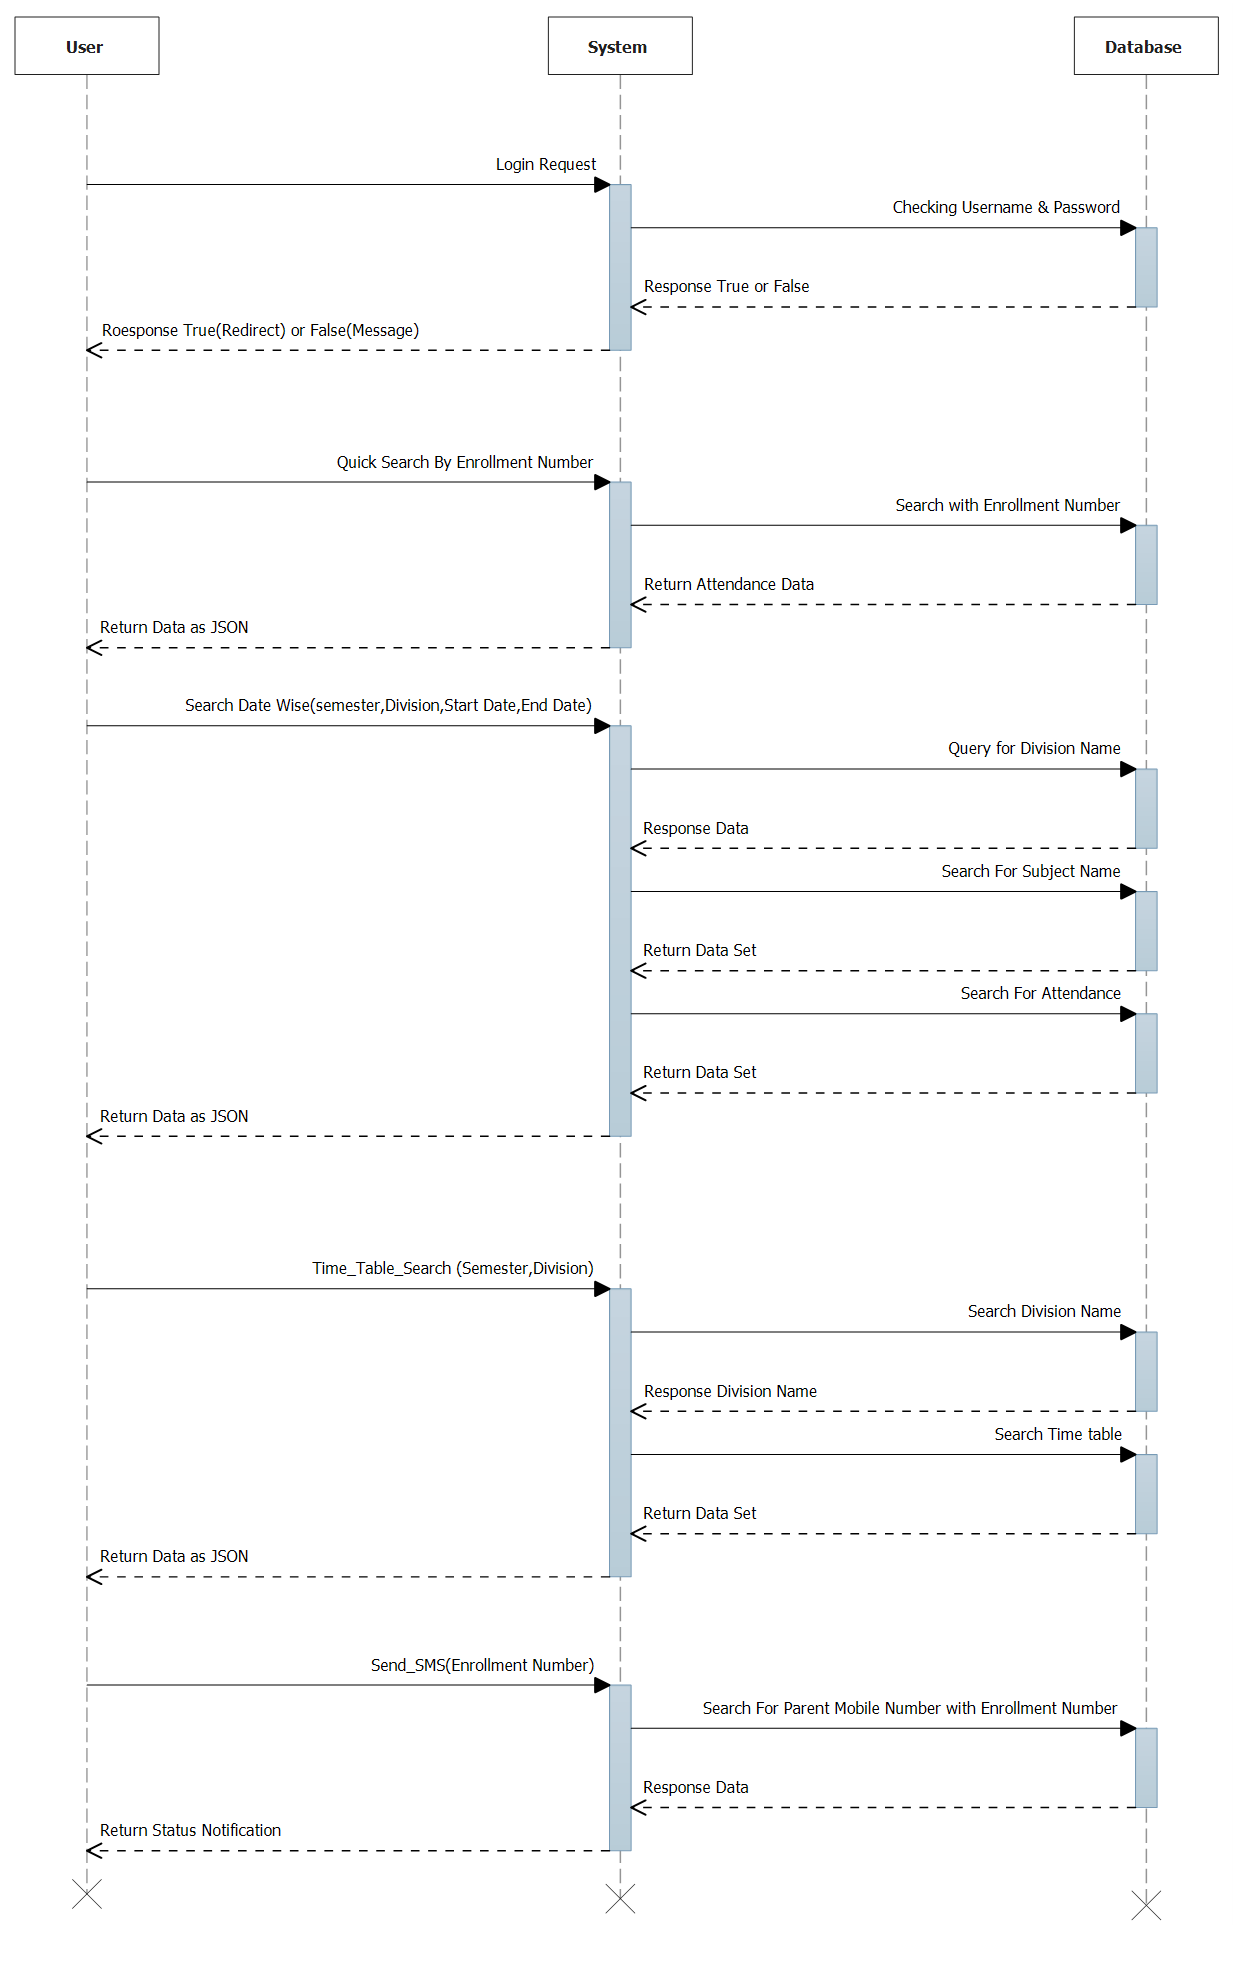 User
System
Database
Login Request
Checking Username & Password
Response True or False
Roesponse True(Redirect) or False(Message)
Quick Search By Enrollment Number
Search with Enrollment Number
Return Attendance Data
Return Data as JSON
Search Date Wise(semester,Division,Start Date,End Date)
Query for Division Name
Response Data
Search For Subject Name
Return Data Set
Search For Attendance
Return Data Set
Return Data as JSON
Time_Table_Search (Semester,Division)
Search Division Name
Response Division Name
Search Time table
Return Data Set
Return Data as JSON
Send_SMS(Enrollment Number)
Search For Parent Mobile Number with Enrollment Number
Response Data
Return Status Notification